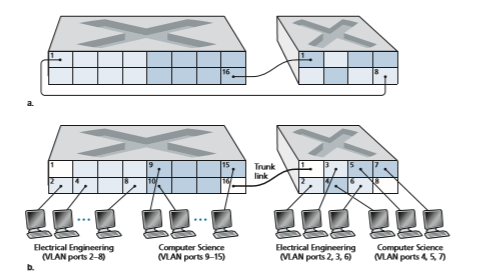 1
16
1
8
a.
1
9
15
2
4
8
10
16
Trunk
link
1
3
5
7
2
4
6
8
Electrical Engineering
(VLAN ports 2–8)
Computer Science
(VLAN ports 9–15)
Electrical Engineering
(VLAN ports 2, 3, 6)
Computer Science
(VLAN ports 4, 5, 7)
b.